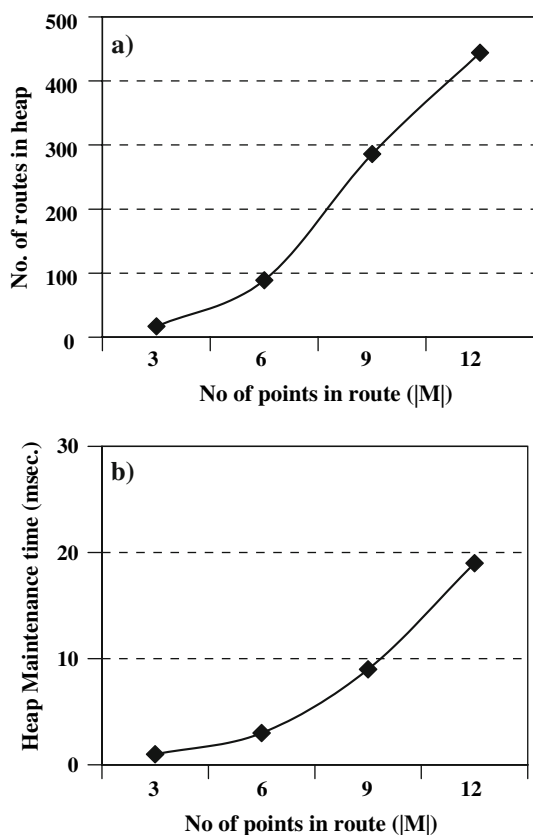 a)
500
400
300
200
100
0
No. of routes in heap
3 6 9 12
No of points in route (|M|)
b)
30
20
10
0
Heap Maintenance time (msec.)
3 6 9 12
No of points in route (|M|)